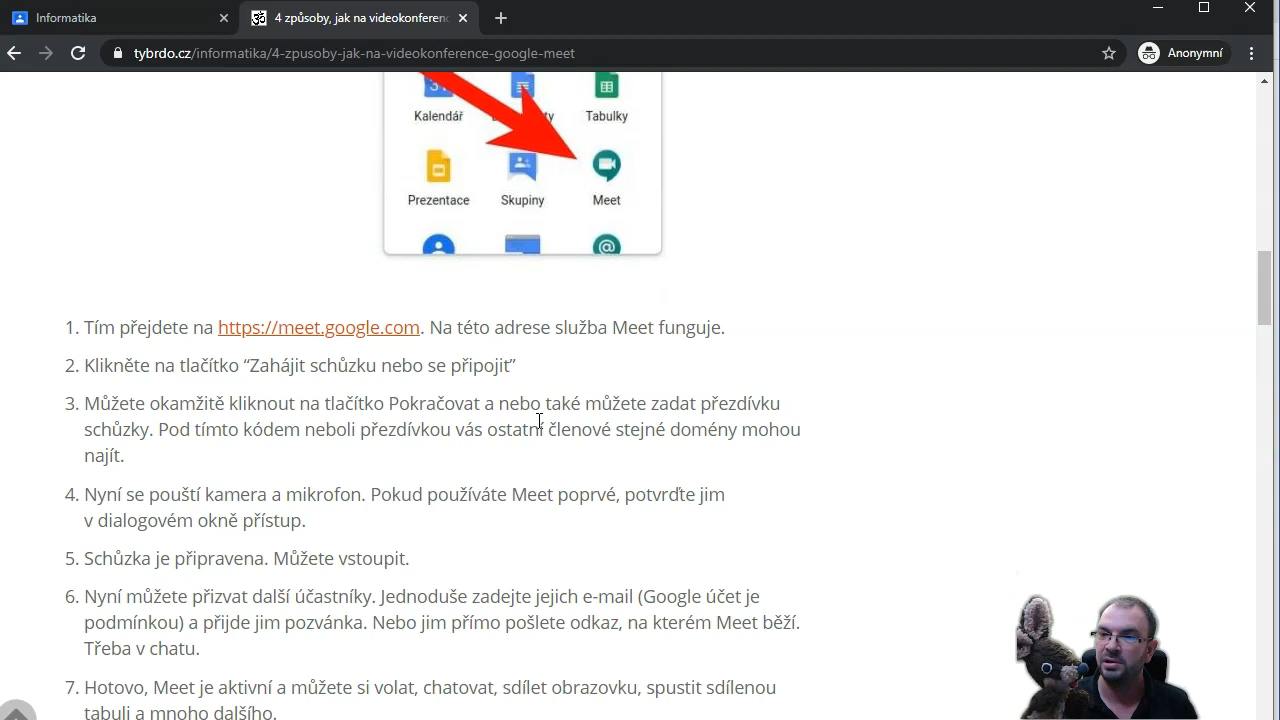 Informatika
4 způsoby, jak na videokonferenc
tybrdo.cz/informatika/4-zpusoby-jak-na-videokonference-google-meet
Anonymní
Kalendář
Tabulky
Prezentace
Skupiny
Meet
1. Tím přejdete na https://meet.google.com. Na této adrese služba Meet funguje.
2. Klikněte na tlačítko “Zahájit schůzku nebo se připojit”
3. Můžete okamžitě kliknout na tlačítko Pokračovat a nebo také můžete zadat přezdívku
schůzky. Pod tímto kódem neboli přezdívkou vás ostatní členové stejné domény mohou
najít.
4. Nyní se pouští kamera a mikrofon. Pokud používáte Meet poprvé, potvrďte jim
v dialogovém okně přístup.
5. Schůzka je připravena. Můžete vstoupit.
6. Nyní můžete přizvat další účastníky. Jednoduše zadejte jejich e-mail (Google účet je
podmínkou) a přijde jim pozvánka. Nebo jim přímo pošlete odkaz, na kterém Meet běží.
Třeba v chatu.
7. Hotovo, Meet je aktivní a můžete si volat, chatovat, sdílet obrazovku, spustit sdílenou
tabuli a mnoho dalšího.